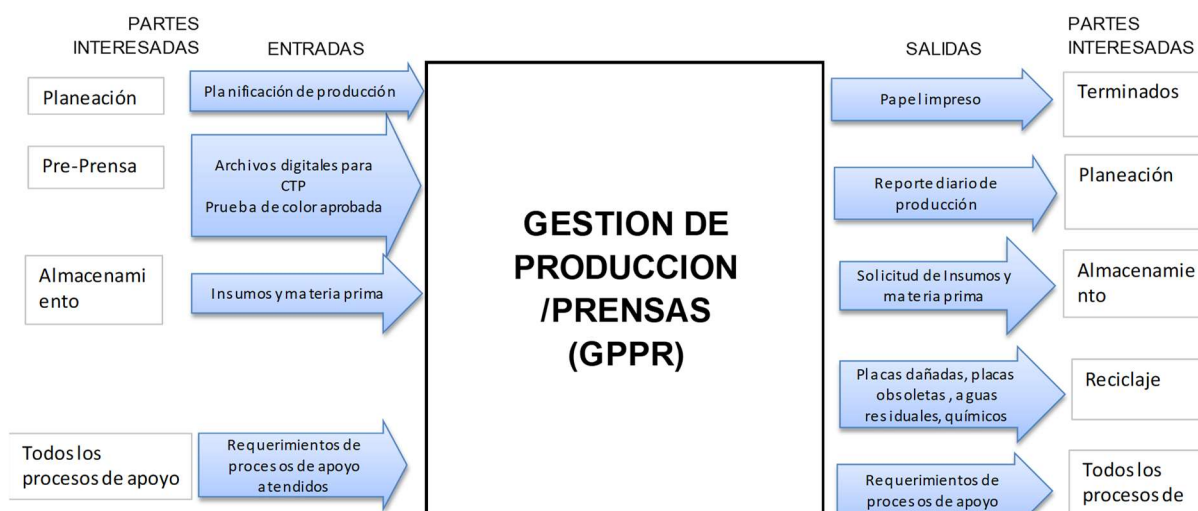 PARTES
INTERESADAS
ENTRADAS
SALIDAS
PARTES
INTERESADAS
Planeación
Planificación de producción
Pre-Prensa
Archivos digitales para
CTP
Prueba de color aprobada
Almacenami
ento
Insumos y materia prima
Todos los
procesos de apoyo
Requerimientos de
procesos de apoyo
atendidos
GESTION DE
PRODUCCION
/PRENSAS
(GPPR)
Papel impreso
Terminados
Reporte diario de
producción
Planeación
Solicitud de Insumos y
materia prima
Almacenamie
nto
Placas dañadas, placas
obsoletas, aguas
residuales, químicos
Reciclaje
Requerimientos de
procesos de apoyo
Todos los
procesos de